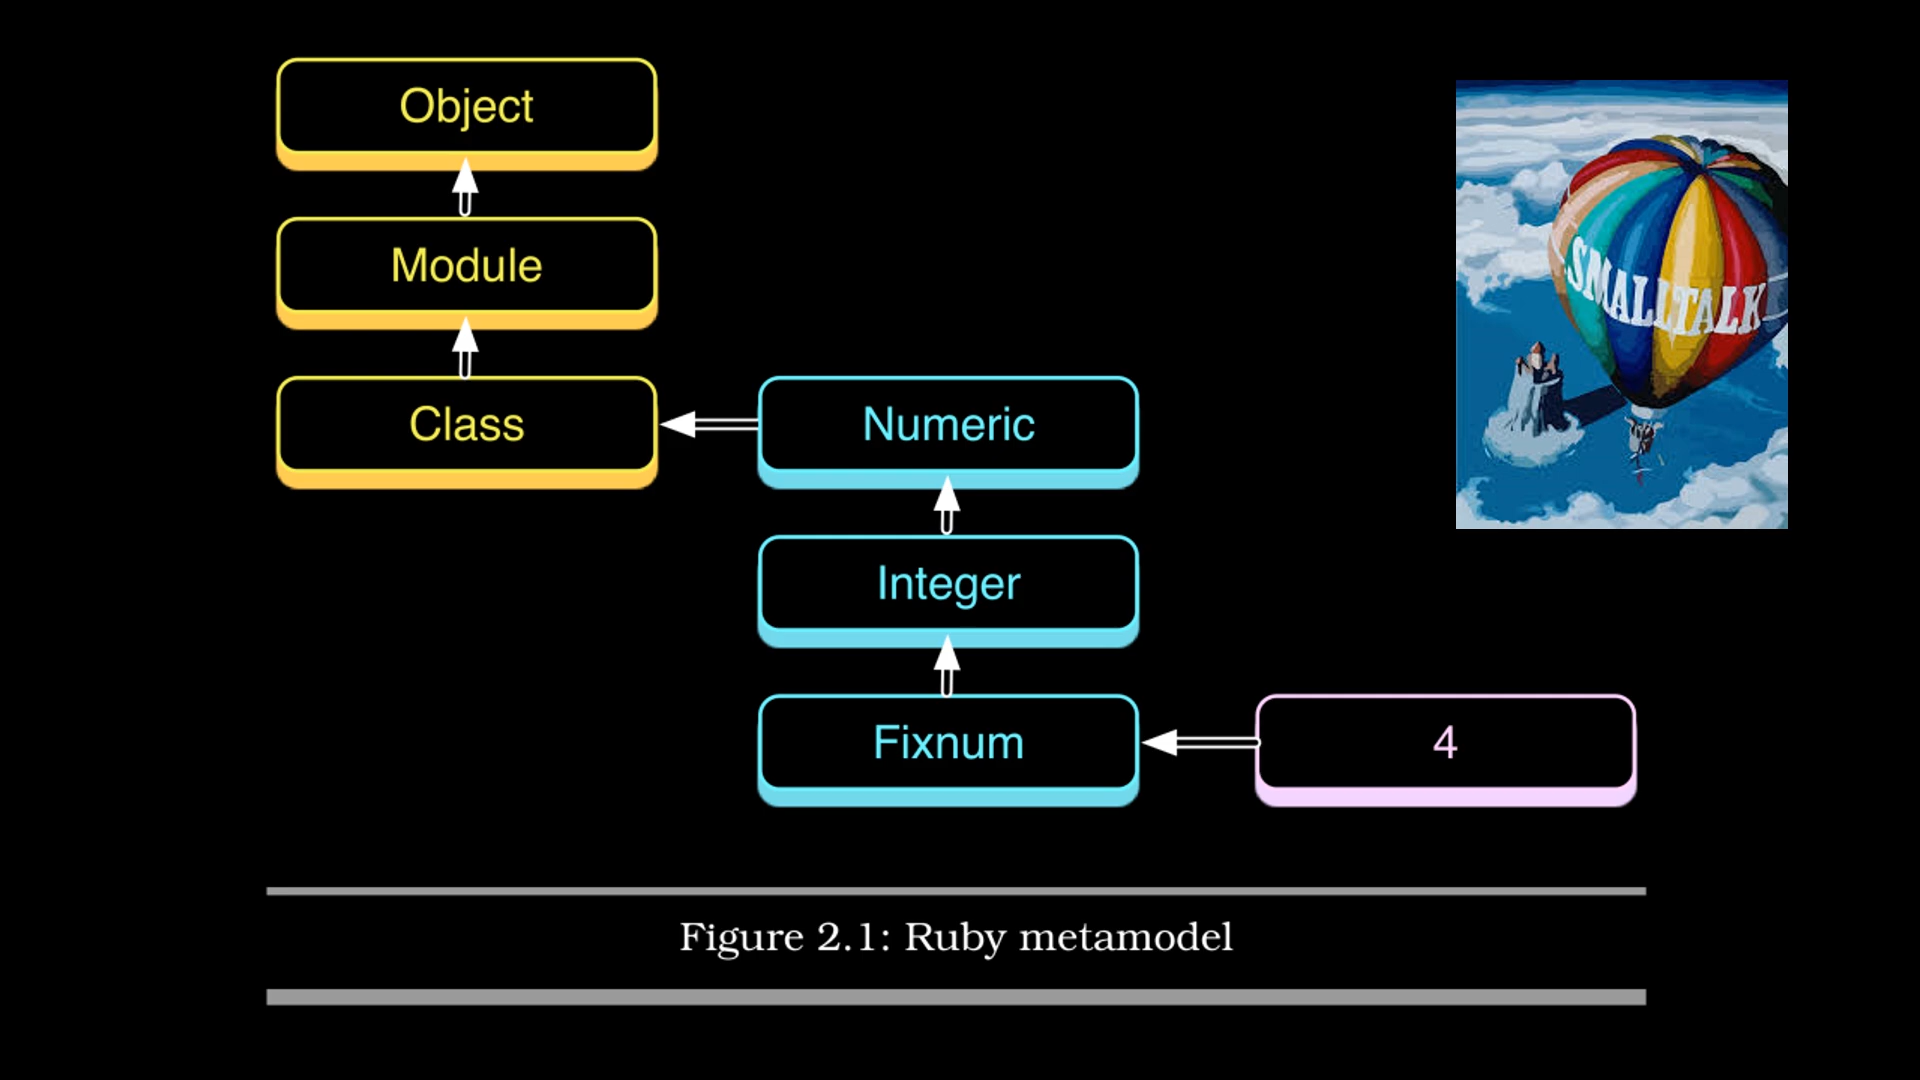 Object
Module
Class
Numeric
Integer
Fixnum
4
SMALLTALK
Figure 2.1: Ruby metamodel